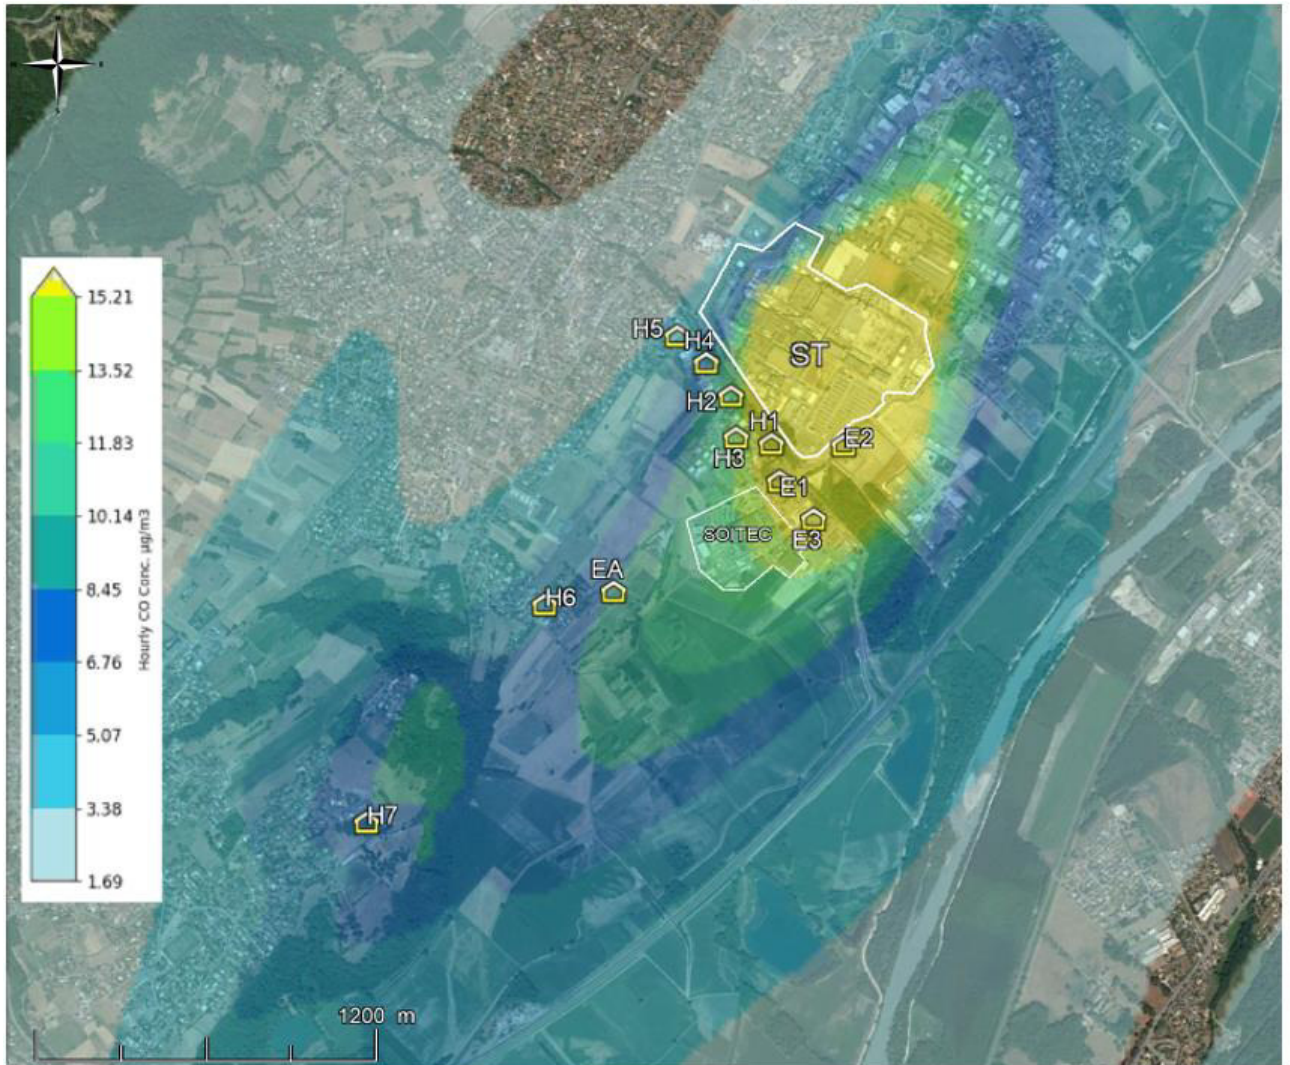 H5
H4
ST
H2
H1
E2
H3
E1
SOITEC
E3
EA
H6
H7
15.21
13.52
11.83
10.14
8.45
6.76
5.07
3.38
1.69
Hourly CO Conc. µg/m3
1200 m